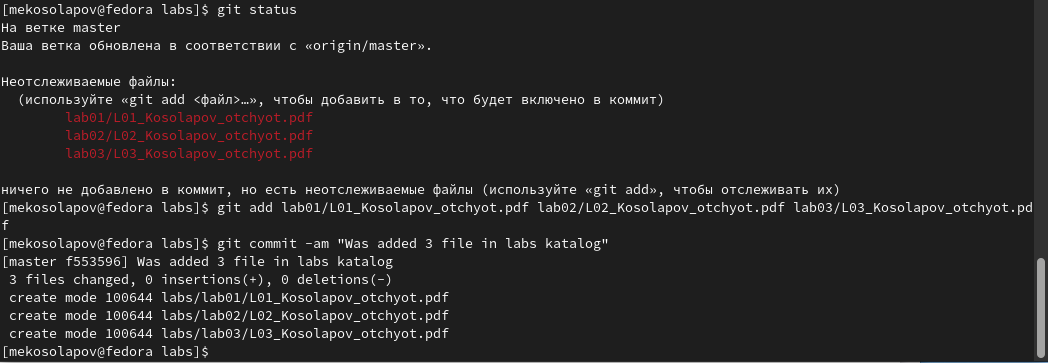 [mekosolapov@fedora labs]$ git status
На ветке master
Ваша ветка обновлена в соответствии с «origin/master».
Неотслеживаемые файлы:
(используйте «git add <файл>…», чтобы добавить в то, что будет включено в коммит)
lab01/L01_Kosolapov_otchyot.pdf
lab02/L02_Kosolapov_otchyot.pdf
lab03/L03_Kosolapov_otchyot.pdf
ничего не добавлено в коммит, но есть неотслеживаемые файлы (используйте «git add», чтобы отслеживать их)
[mekosolapov@fedora labs]$ git add lab01/L01_Kosolapov_otchyot.pdf lab02/L02_Kosolapov_otchyot.pdf lab03/L03_Kosolapov_otchyot.pd
f
[mekosolapov@fedora labs]$ git commit -am "Was added 3 file in labs katalog"
[master f553596] Was added 3 file in labs katalog
3 files changed, 0 insertions(+), 0 deletions(-)
create mode 100644 labs/lab01/L01_Kosolapov_otchyot.pdf
create mode 100644 labs/lab02/L02_Kosolapov_otchyot.pdf
create mode 100644 labs/lab03/L03_Kosolapov_otchyot.pdf
[mekosolapov@fedora labs]$